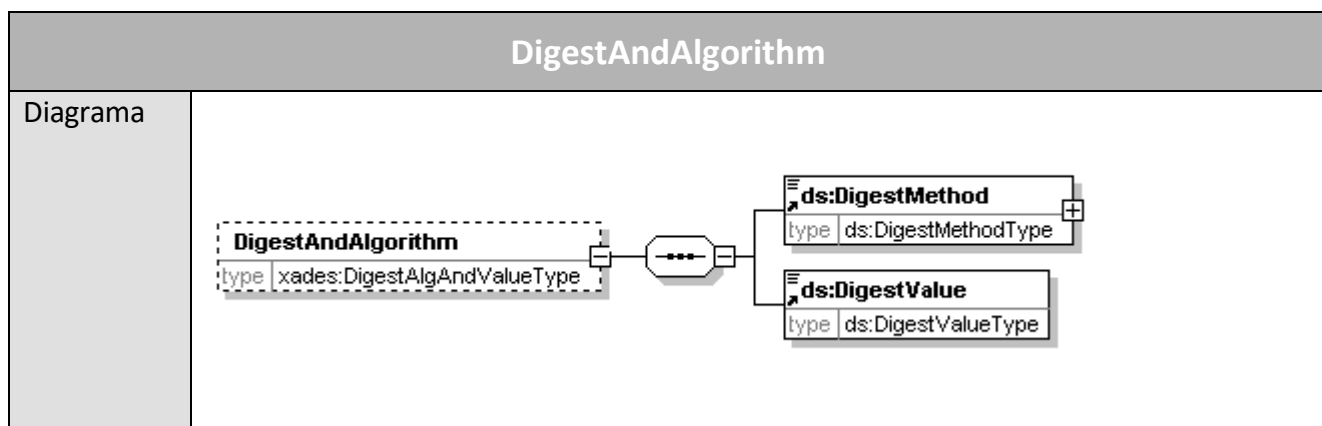 DigestAndAlgorithm
Diagrama
ds:DigestMethod
type ds:DigestMethodType
DigestAndAlgorithm
type xades:DigestAlgAndValueType
ds:DigestValue
type ds:DigestValueType